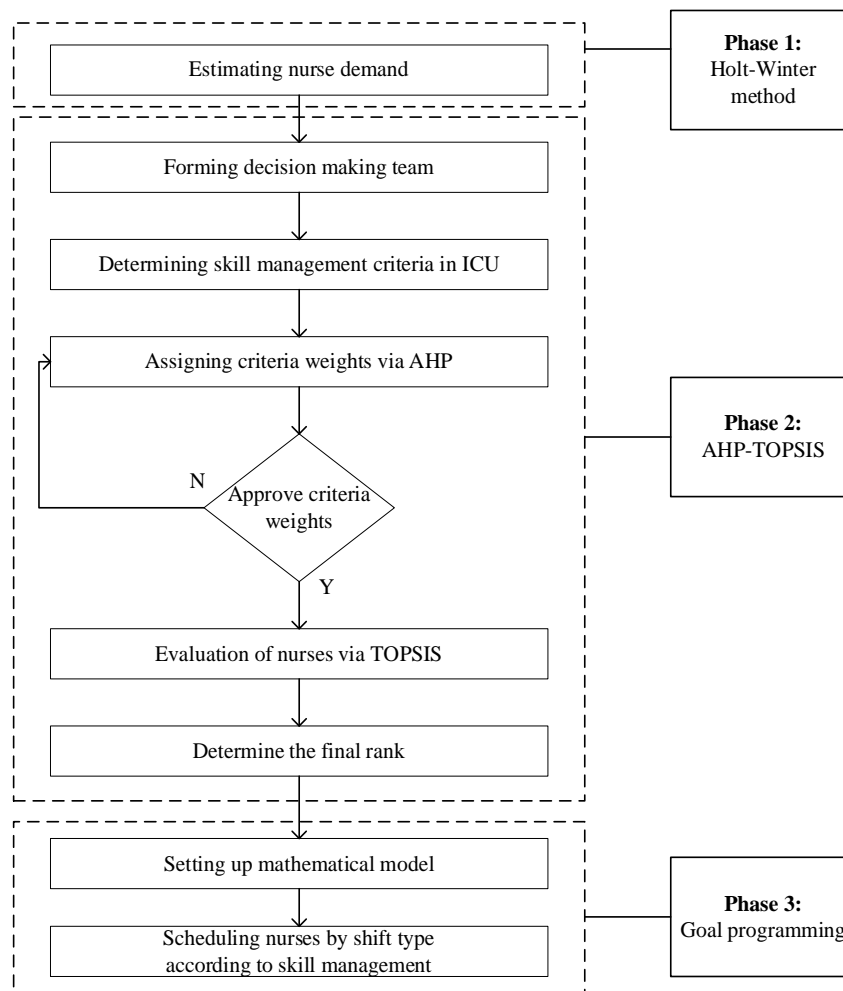 Estimating nurse demand
Phase 1:
Holt-Winter
method
Forming decision making team
Determining skill management criteria in ICU
Assigning criteria weights via AHP
Phase 2:
AHP-TOPSIS
N
Approve criteria
weights
Y
Evaluation of nurses via TOPSIS
Determine the final rank
Setting up mathematical model
Phase 3:
Goal programming
Scheduling nurses by shift type
according to skill management